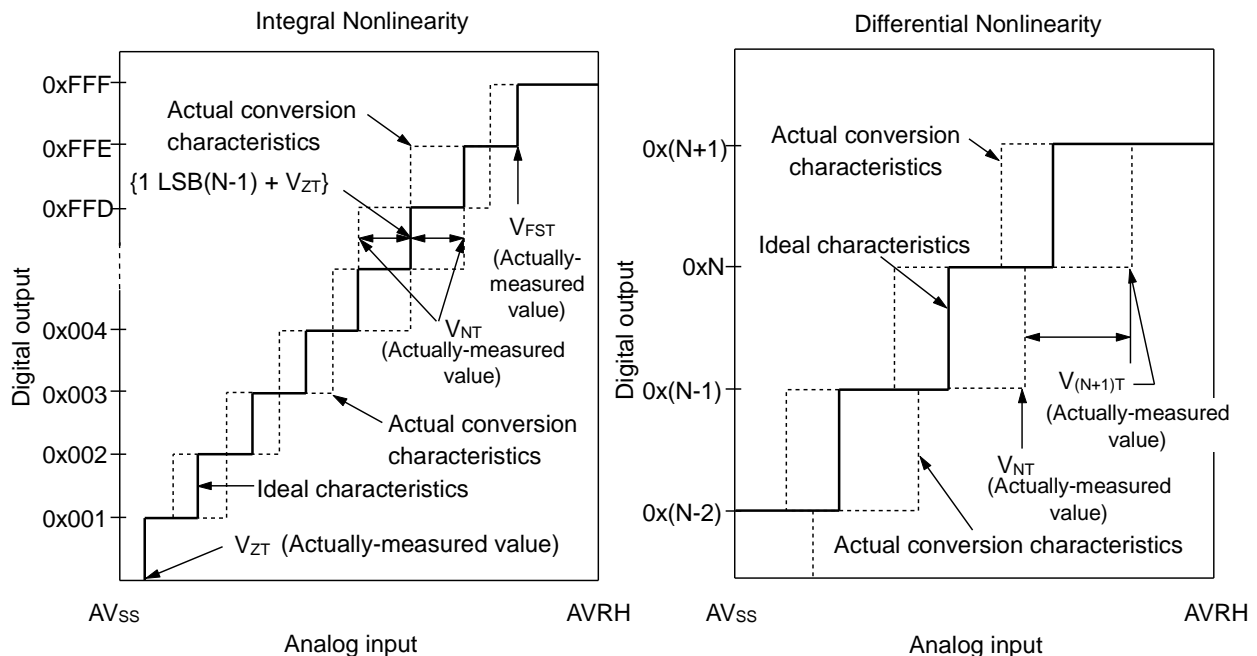 Integral Nonlinearity
0xFFF
0xFFE
0xFFD
0x004
0x003
0x002
0x001
Digital output
Actual conversion
characteristics
{1 LSB(N-1) + VZT}
VFST
(Actually-
measured
value)
VNT
(Actually-measured
value)
Actual conversion
characteristics
Ideal characteristics
VZT (Actually-measured value)
AVSS
AVRH
Analog input
Differential Nonlinearity
0x(N+1)
0xN
0x(N-1)
0x(N-2)
Digital output
Actual conversion
characteristics
Ideal characteristics
V(N+1)T
(Actually-measured
value)
VNT
(Actually-measured
value)
Actual conversion characteristics
AVSS
AVRH
Analog input